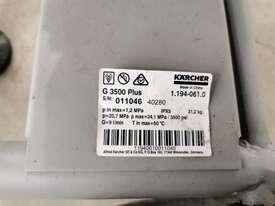 KÄRCHER
Made in China
G 3500 Plus
1.194-061.0
S/N: 011046 40280
p in max=1,2 MPa IPX5 31,2 kg
p=20,7 MPa p max=24,1 MPa / 3500 psi
Q=9 l/min T in max=50°C
11940610011046
Alfred Kärcher SE & Co KG, P.O Box 160, 71349 Winnenden, Germany